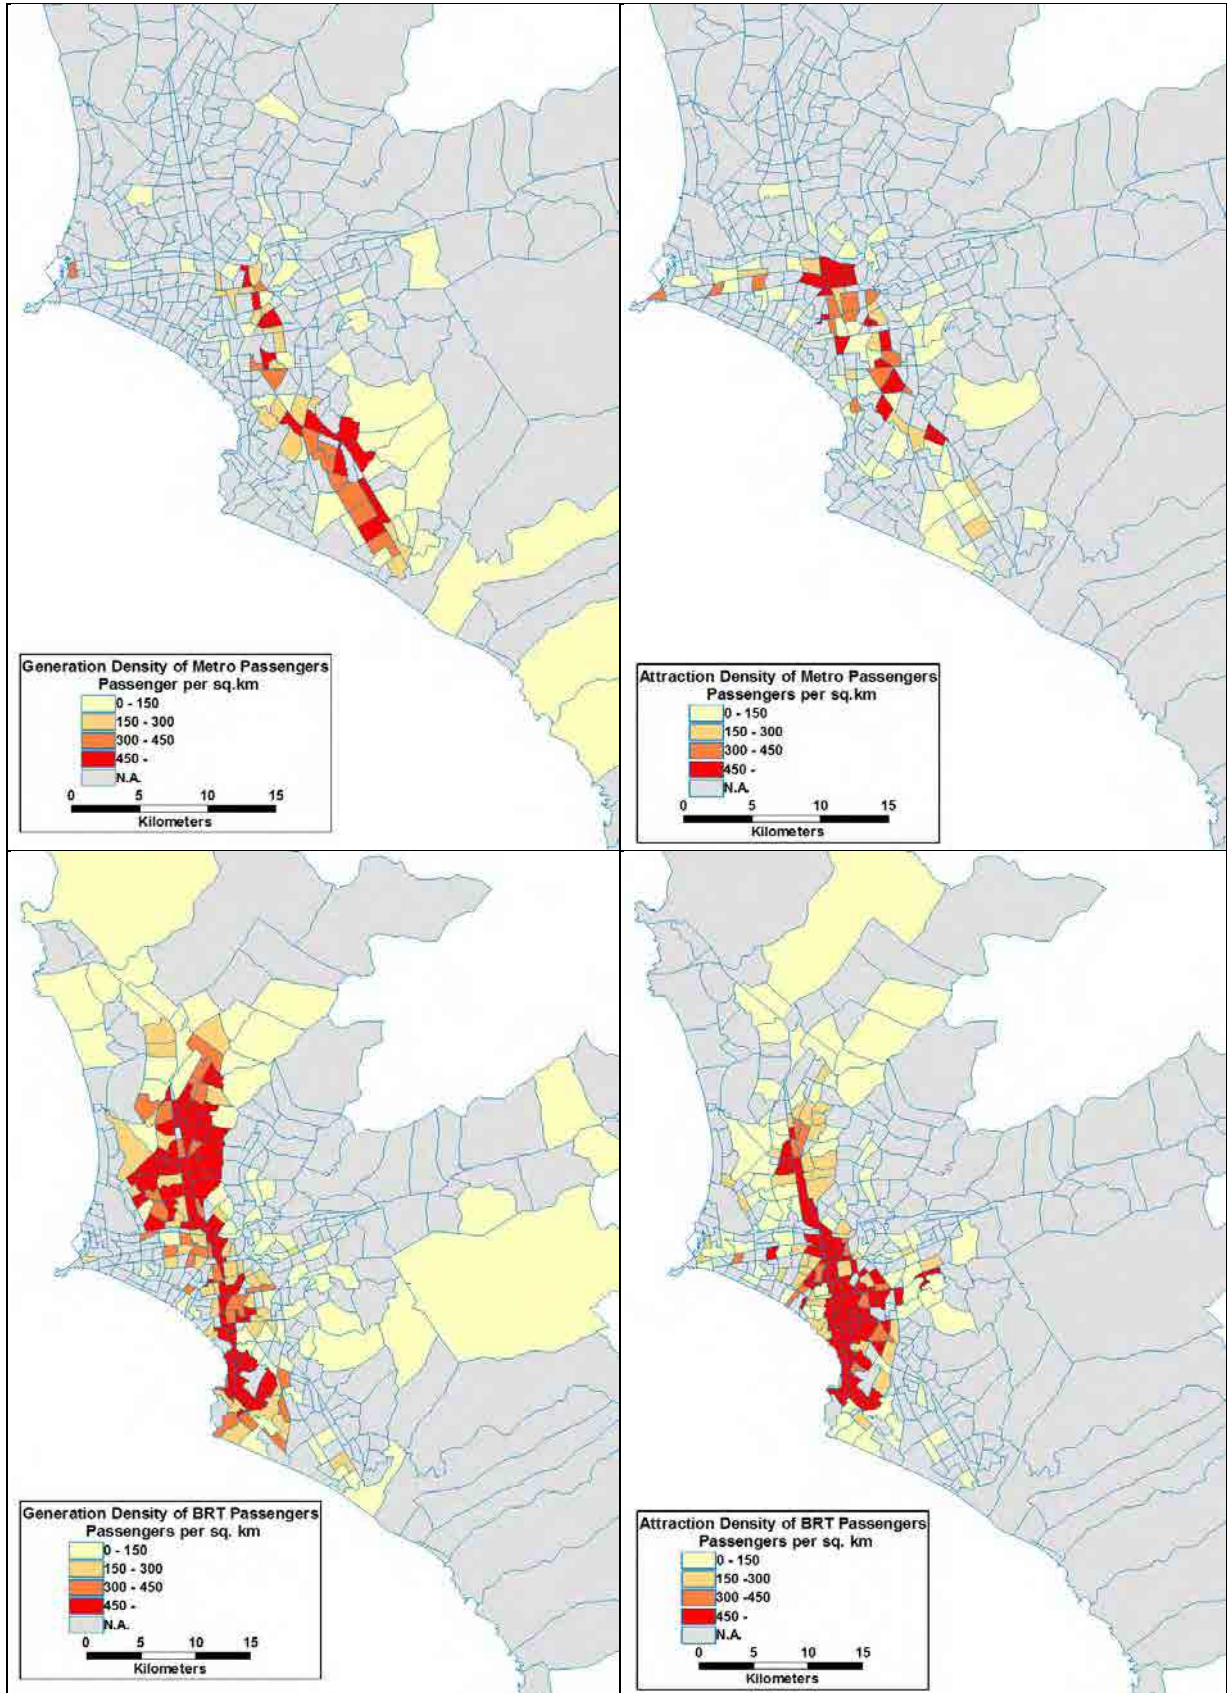 Generation Density of Metro Passengers
Passenger per sq.km
0 - 150
150 - 300
300 - 450
450 -
N.A.
0 5 10 15
Kilometers
Attraction Density of Metro Passengers
Passengers per sq.km
0 - 150
150 - 300
300 - 450
450 -
N.A.
0 5 10 15
Kilometers
Generation Density of BRT Passengers
Passengers per sq. km
0 - 150
150 - 300
300 - 450
450 -
N.A.
0 5 10 15
Kilometers
Attraction Density of BRT Passengers
Passengers per sq. km
0 - 150
150 -300
300 -450
450 -
N.A.
0 5 10 15
Kilometers